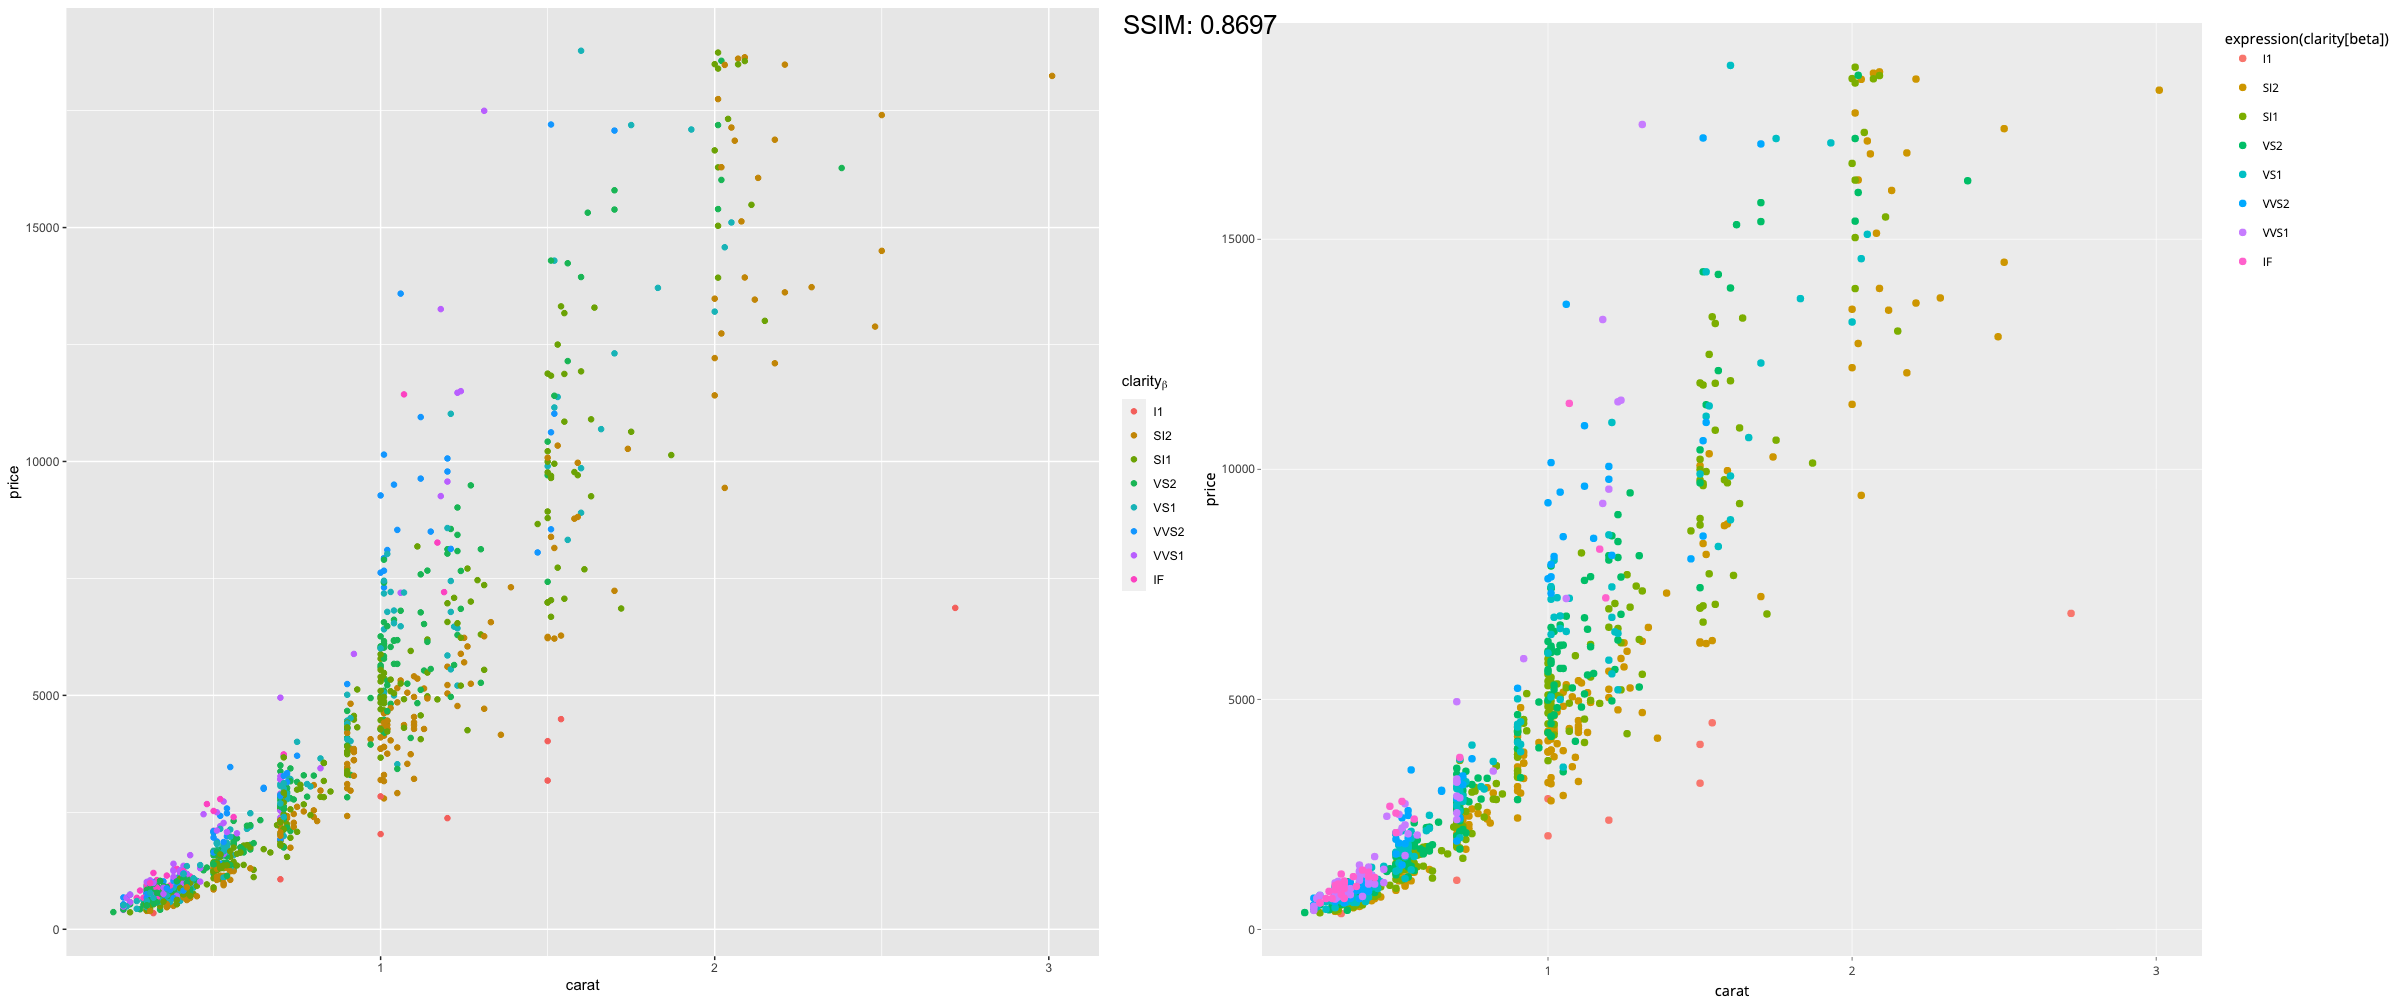 SSIM: 0.8697
price
15000
10000
5000
0
1
2
3
carat
clarityβ
I1
SI2
SI1
VS2
VS1
VVS2
VVS1
IF
price
15000
10000
5000
0
1
2
3
carat
expression(clarity[beta])
I1
SI2
SI1
VS2
VS1
VVS2
VVS1
IF